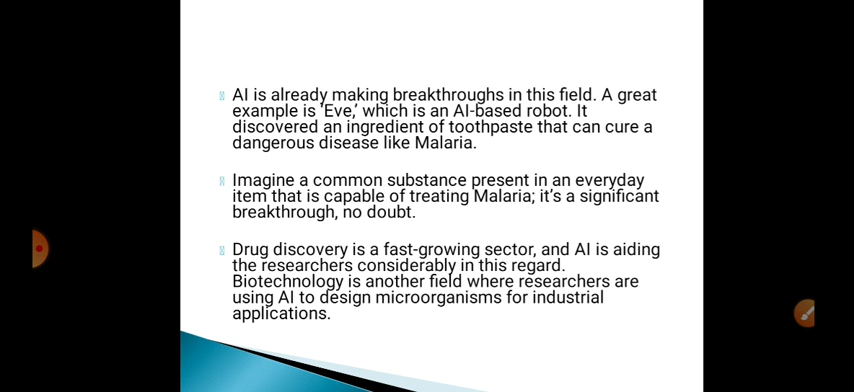 AI is already making breakthroughs in this field. A great
example is ‘Eve,’ which is an AI-based robot. It
discovered an ingredient of toothpaste that can cure a
dangerous disease like Malaria.
Imagine a common substance present in an everyday
item that is capable of treating Malaria; it’s a significant
breakthrough, no doubt.
Drug discovery is a fast-growing sector, and AI is aiding
the researchers considerably in this regard.
Biotechnology is another field where researchers are
using AI to design microorganisms for industrial
applications.